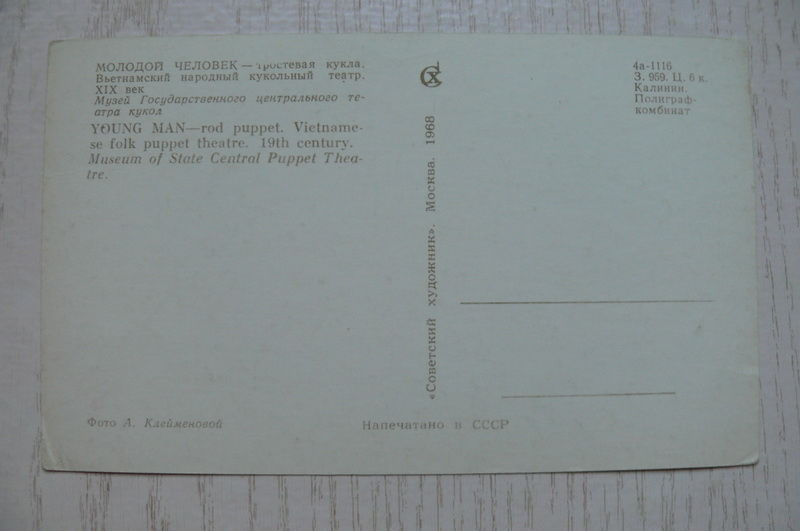 МОЛОДОЙ ЧЕЛОВЕК — тростевая кукла.
Вьетнамский народный кукольный театр.
XIX век
Музей Государственного центрального те-
атра кукол
YOUNG MAN—rod puppet. Vietname-
se folk puppet theatre. 19th century.
Museum of State Central Puppet Thea-
tre.
СХ
4а-1116
З. 959. Ц. 6 к.
Калинин.
Полиграф-
комбинат
«Советский художник». Москва. 1968
Фото А. Клейменовой
Напечатано в СССР